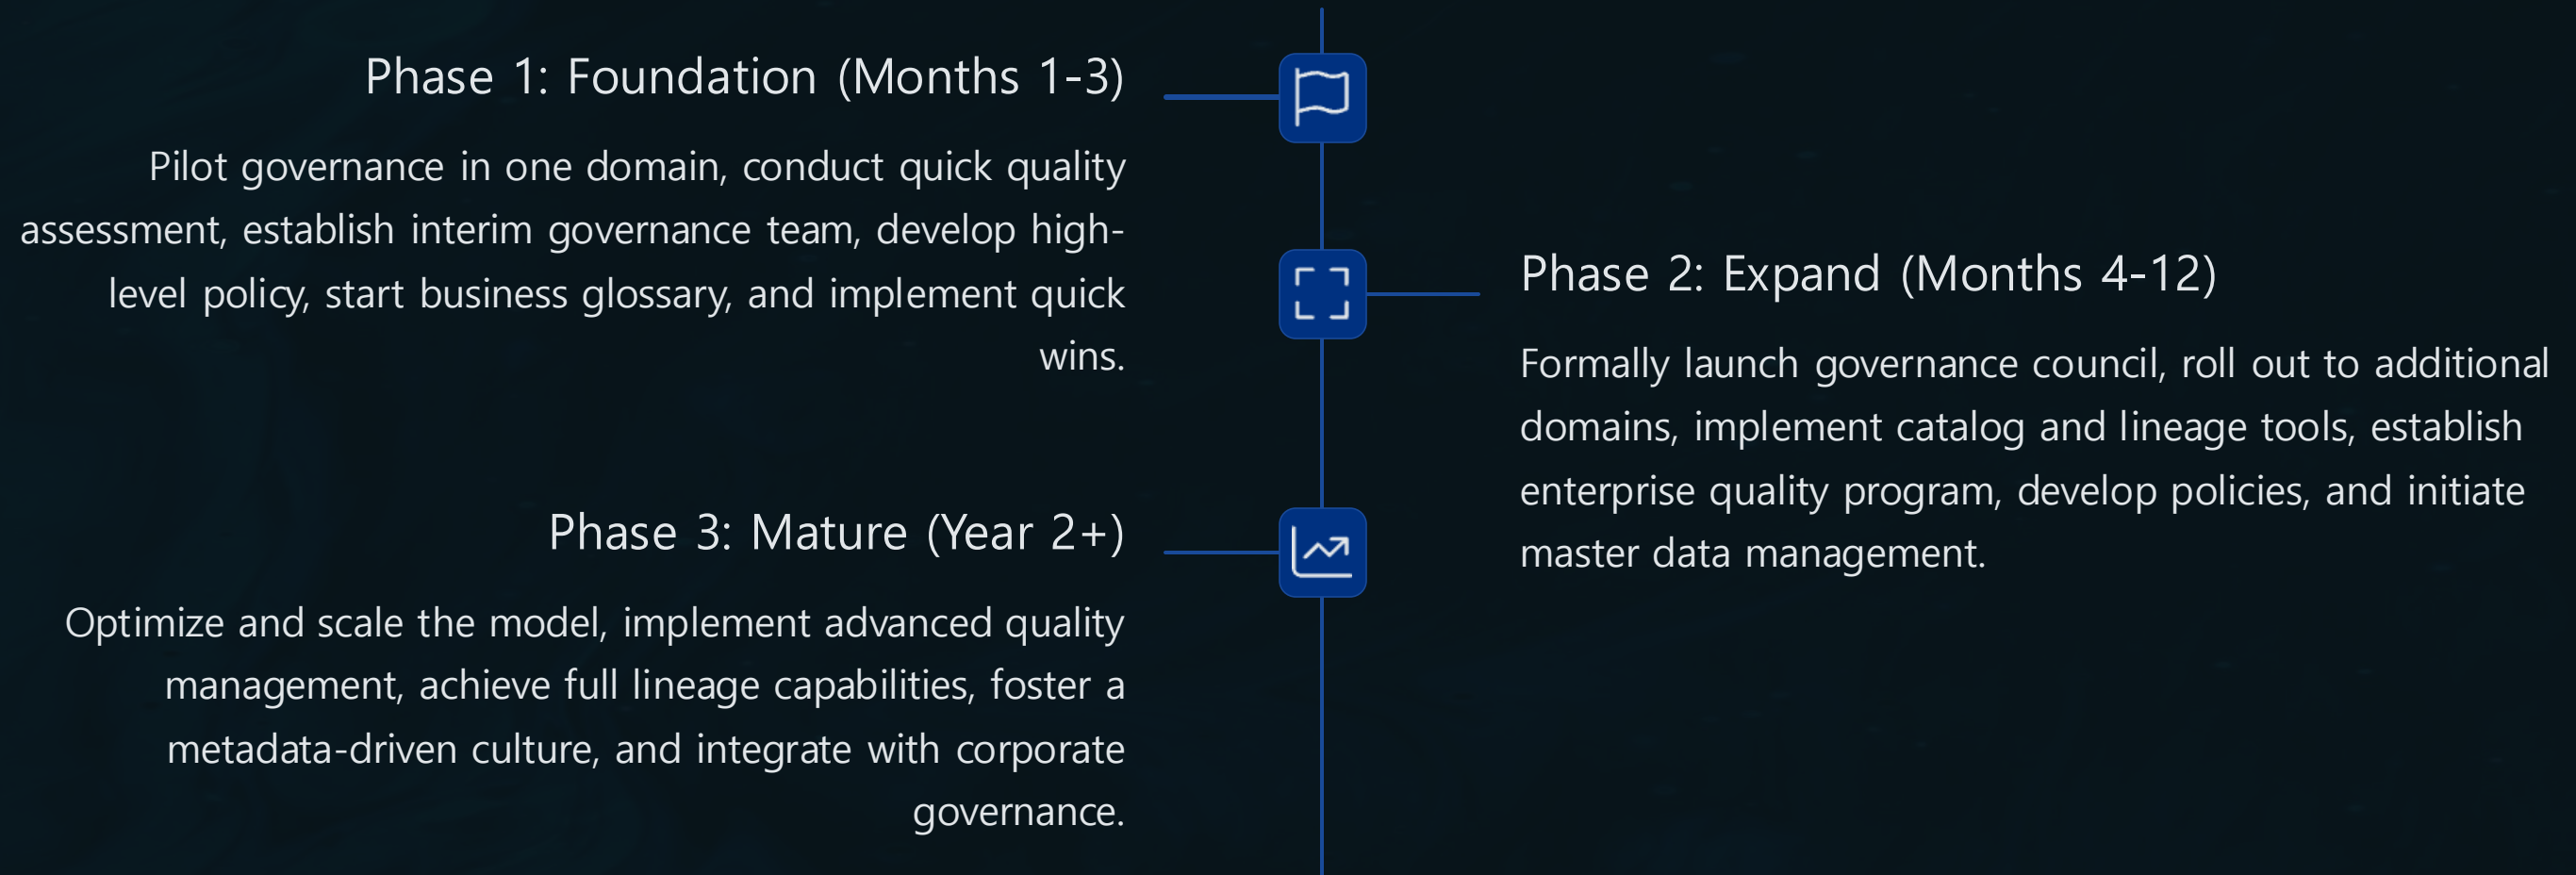 Phase 1: Foundation (Months 1-3)
Pilot governance in one domain, conduct quick quality
assessment, establish interim governance team, develop high-
level policy, start business glossary, and implement quick
wins.
Phase 2: Expand (Months 4-12)
Formally launch governance council, roll out to additional
domains, implement catalog and lineage tools, establish
enterprise quality program, develop policies, and initiate
master data management.
Phase 3: Mature (Year 2+)
Optimize and scale the model, implement advanced quality
management, achieve full lineage capabilities, foster a
metadata-driven culture, and integrate with corporate
governance.